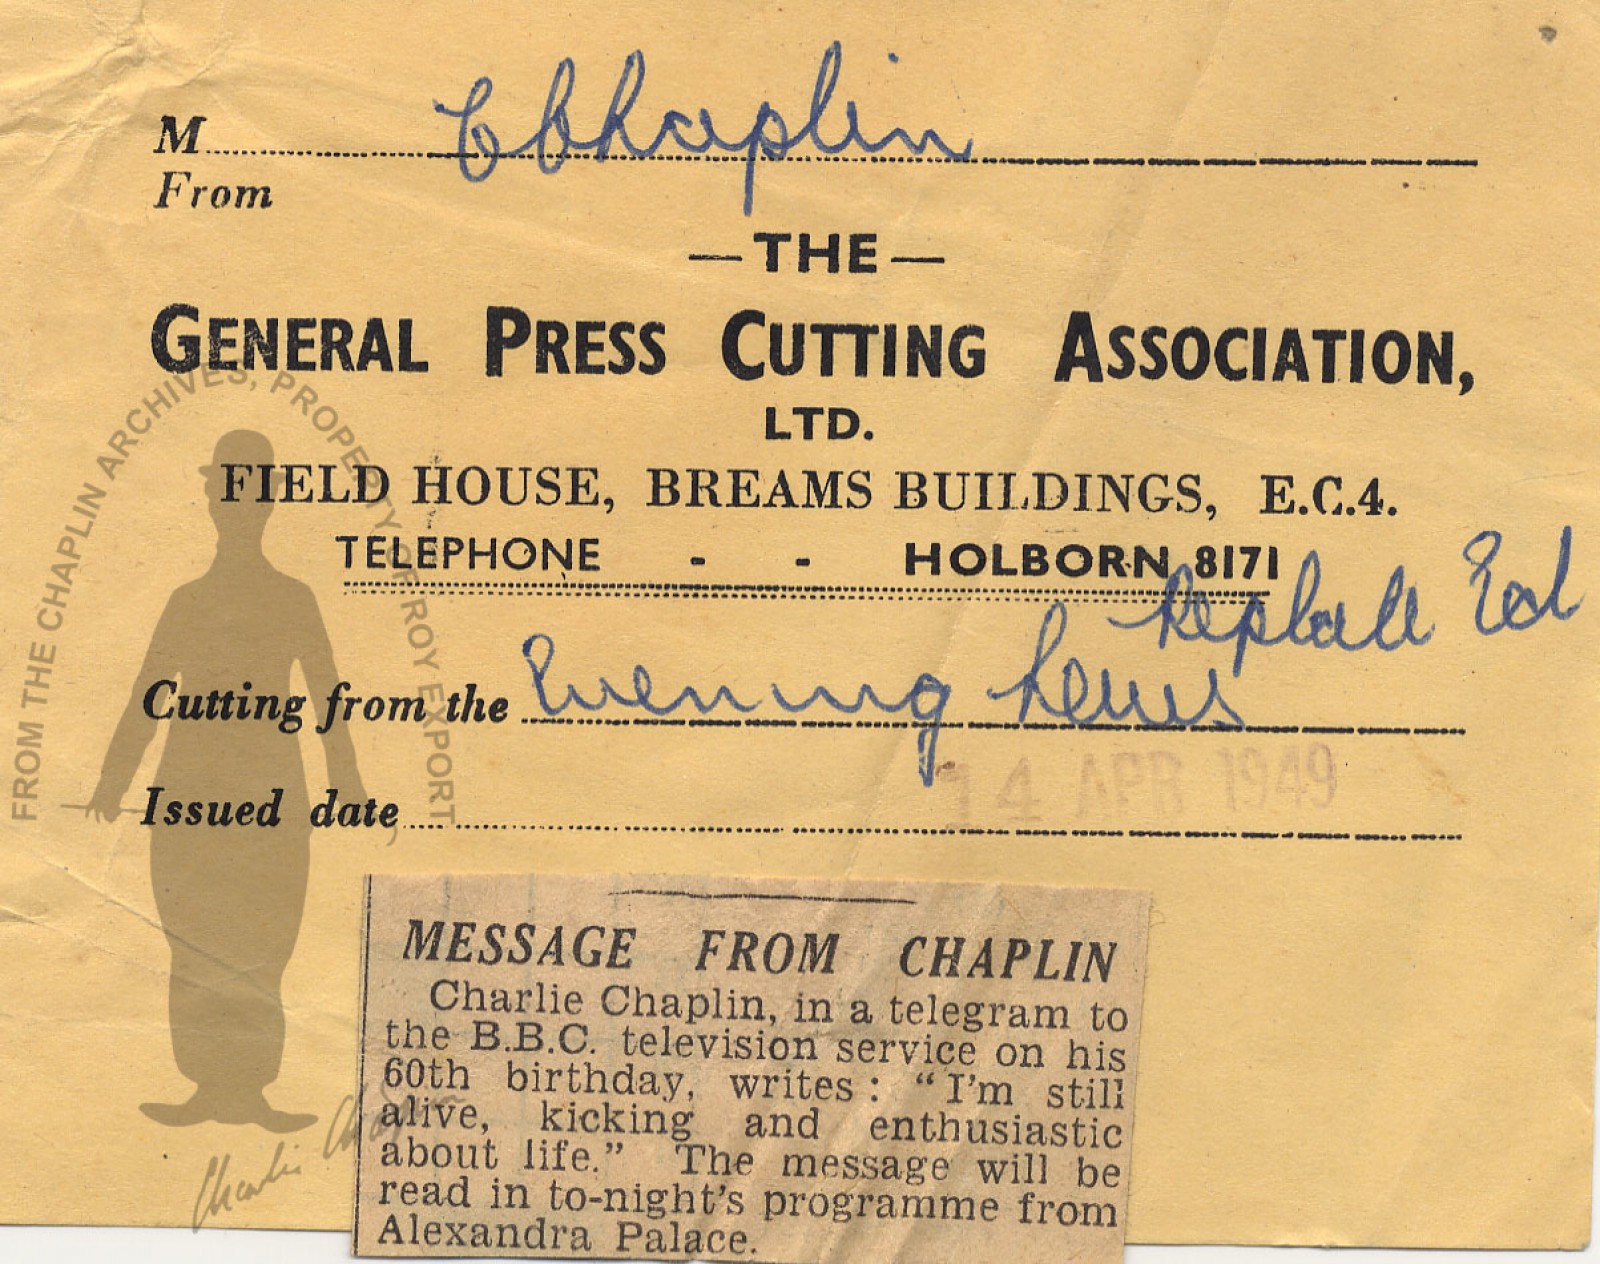 M C Chaplin
From
—THE—
GENERAL PRESS CUTTING ASSOCIATION,
LTD.
FIELD HOUSE, BREAMS BUILDINGS, E.C.4.
TELEPHONE - - HOLBORN 8171
Ed
Cutting from the Evening News
14 APR 1949
Issued date
MESSAGE FROM CHAPLIN
Charlie Chaplin, in a telegram to
the B.B.C. television service on his
60th birthday, writes: “I'm still
alive, kicking and enthusiastic
about life.” The message will be
read in to-night's programme from
Alexandra Palace.
FROM THE CHAPLIN ARCHIVES, PROPERTY OF ROY EXPORT
Charlie Chaplin